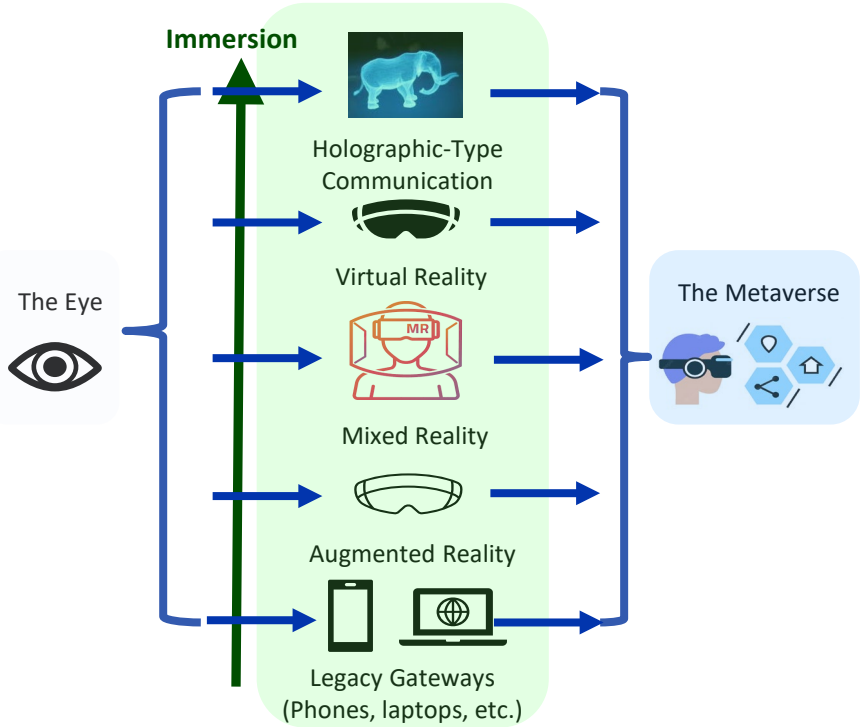 Immersion
Holographic-Type
Communication
Virtual Reality
The Eye
The Metaverse
MR
Mixed Reality
Augmented Reality
Legacy Gateways
(Phones, laptops, etc.)